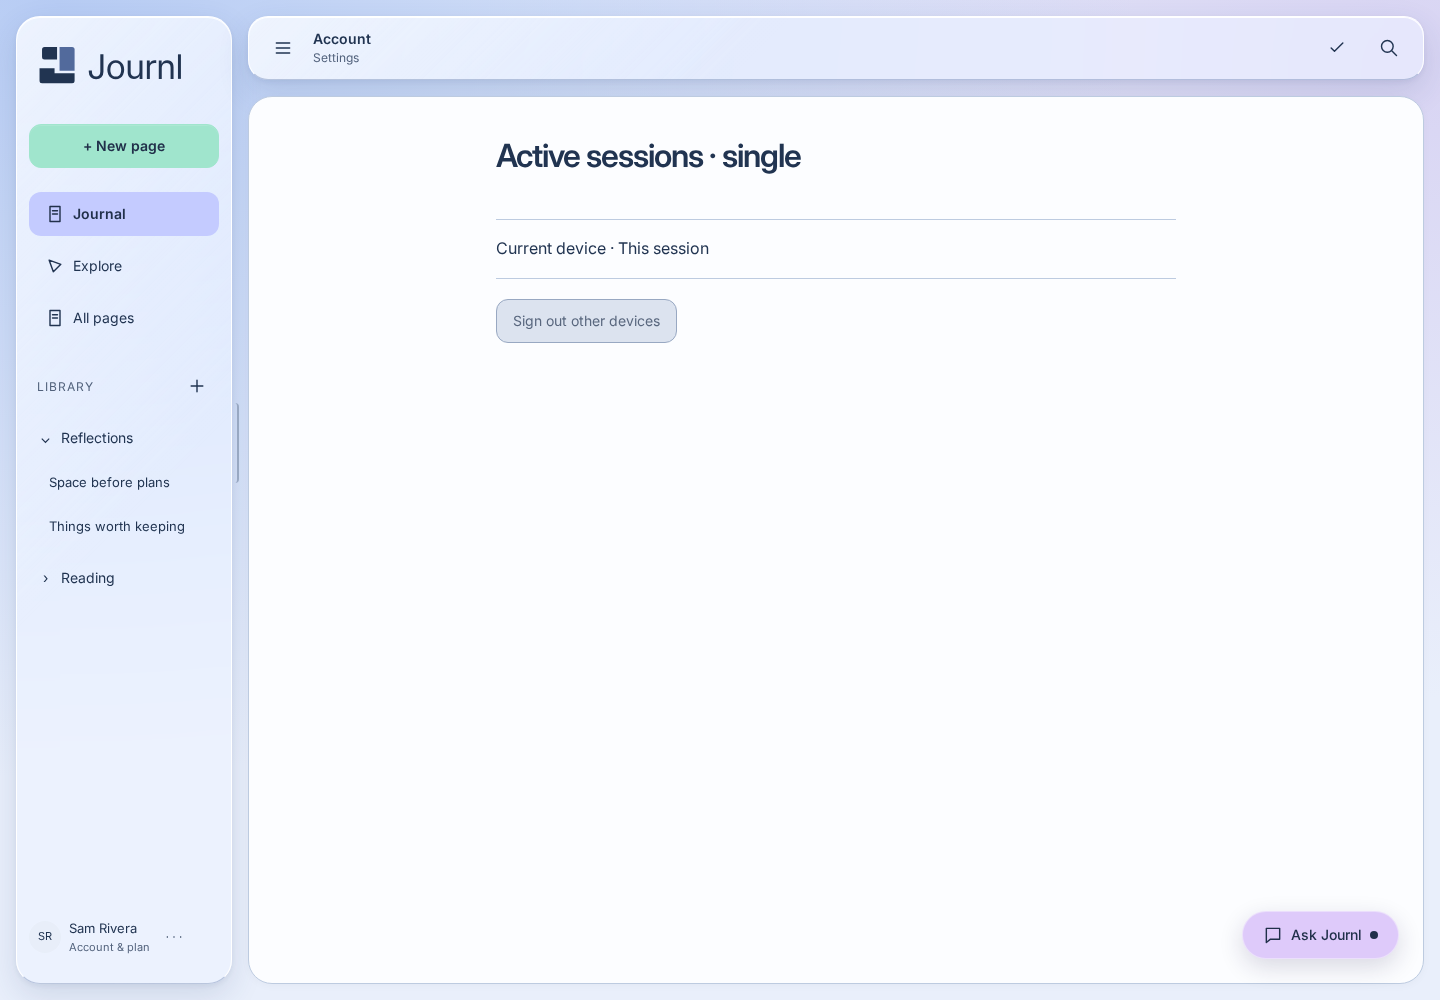 Journl
+ New page
Journal
Explore
All pages
LIBRARY
Reflections
Space before plans
Things worth keeping
Reading
SR
Sam Rivera
Account & plan
Account
Settings
Active sessions · single
Current device · This session
Sign out other devices
Ask Journl